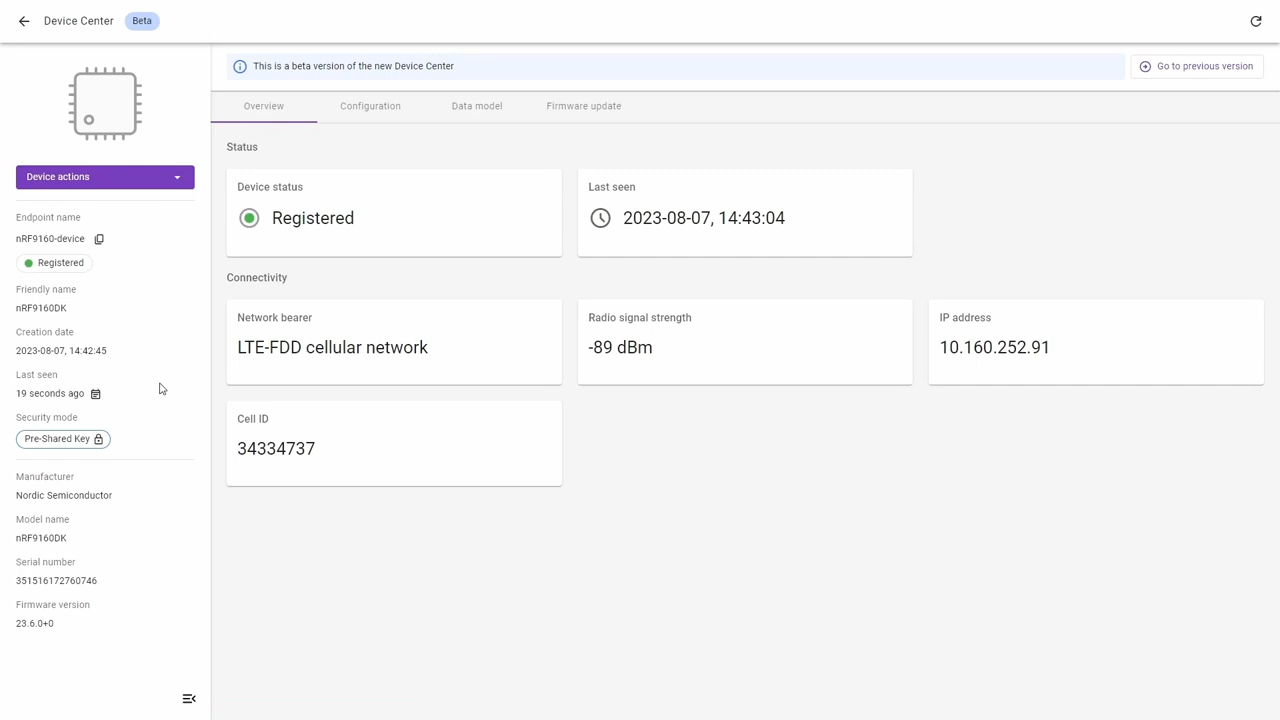 Device Center Beta
This is a beta version of the new Device Center
Go to previous version
Device actions
Endpoint name
nRF9160-device
Registered
Friendly name
nRF9160DK
Creation date
2023-08-07, 14:42:45
Last seen
19 seconds ago
Security mode
Pre-Shared Key
Manufacturer
Nordic Semiconductor
Model name
nRF9160DK
Serial number
351516172760746
Firmware version
23.6.0+0
Overview Configuration Data model Firmware update
Status
Device status
Registered
Last seen
2023-08-07, 14:43:04
Connectivity
Network bearer
LTE-FDD cellular network
Radio signal strength
-89 dBm
IP address
10.160.252.91
Cell ID
34334737